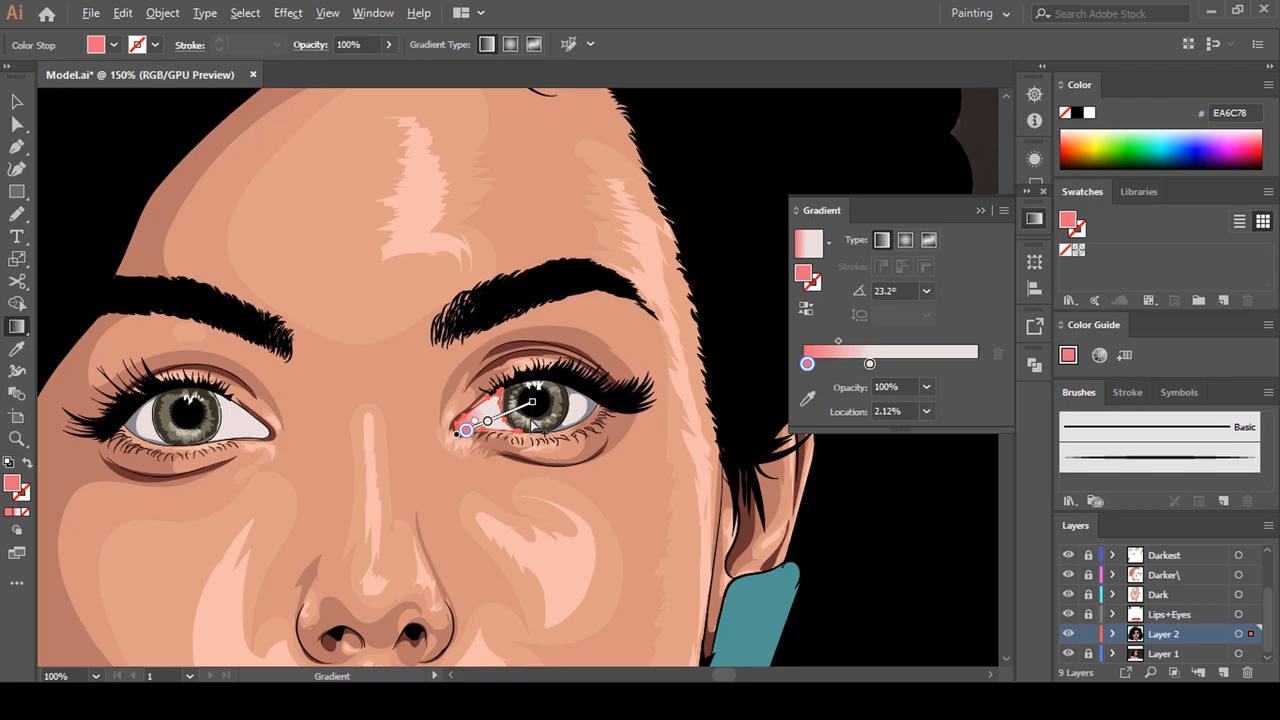 Ai
File Edit Object Type Select Effect View Window Help
Painting
Search Adobe Stock
Color Stop
Stroke:
Opacity: 100%
Gradient Type:
Model.ai* @ 150% (RGB/GPU Preview)
Color
# EA6C78
Swatches Libraries
Gradient
Type:
Stroke:
23.2°
Opacity: 100%
Location: 2.12%
Color Guide
Brushes Stroke Symbols
Basic
Layers
Darkest
Darker\
Dark
Lips+Eyes
Layer 2
Layer 1
9 Layers
100%
1
Gradient